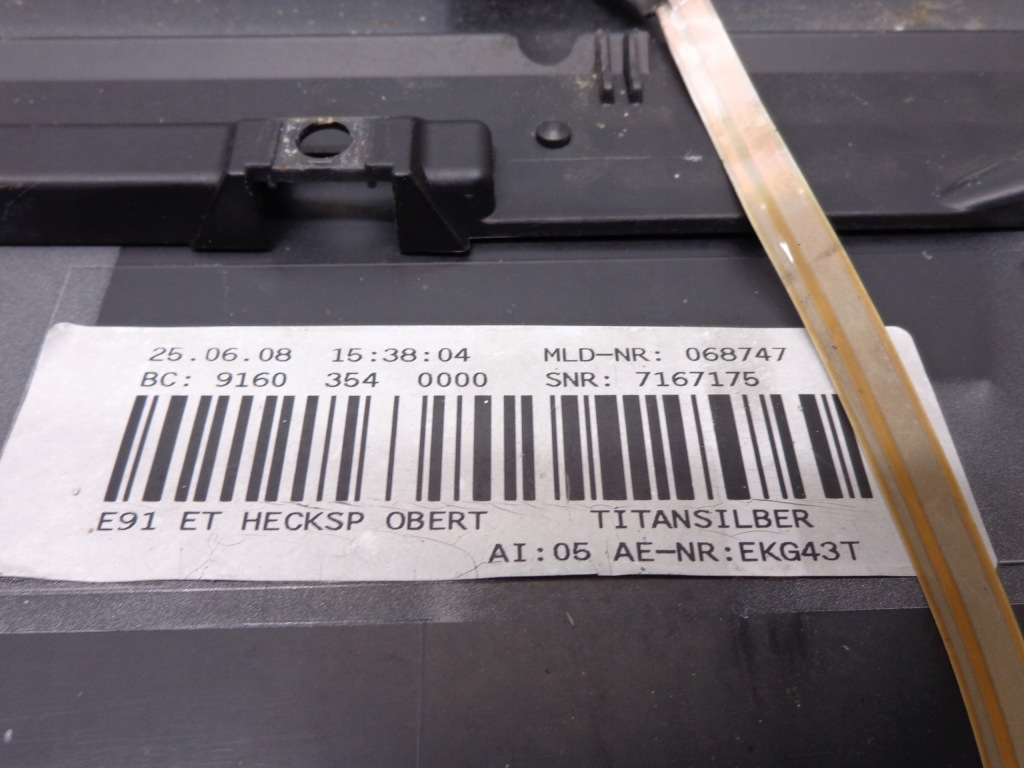 25.06.08 15:38:04 MLD-NR: 068747
BC: 9160 354 0000 SNR: 7167175
E91 ET HECKSP OBERT TITANSILBER
AI:05 AE-NR:EKG43T